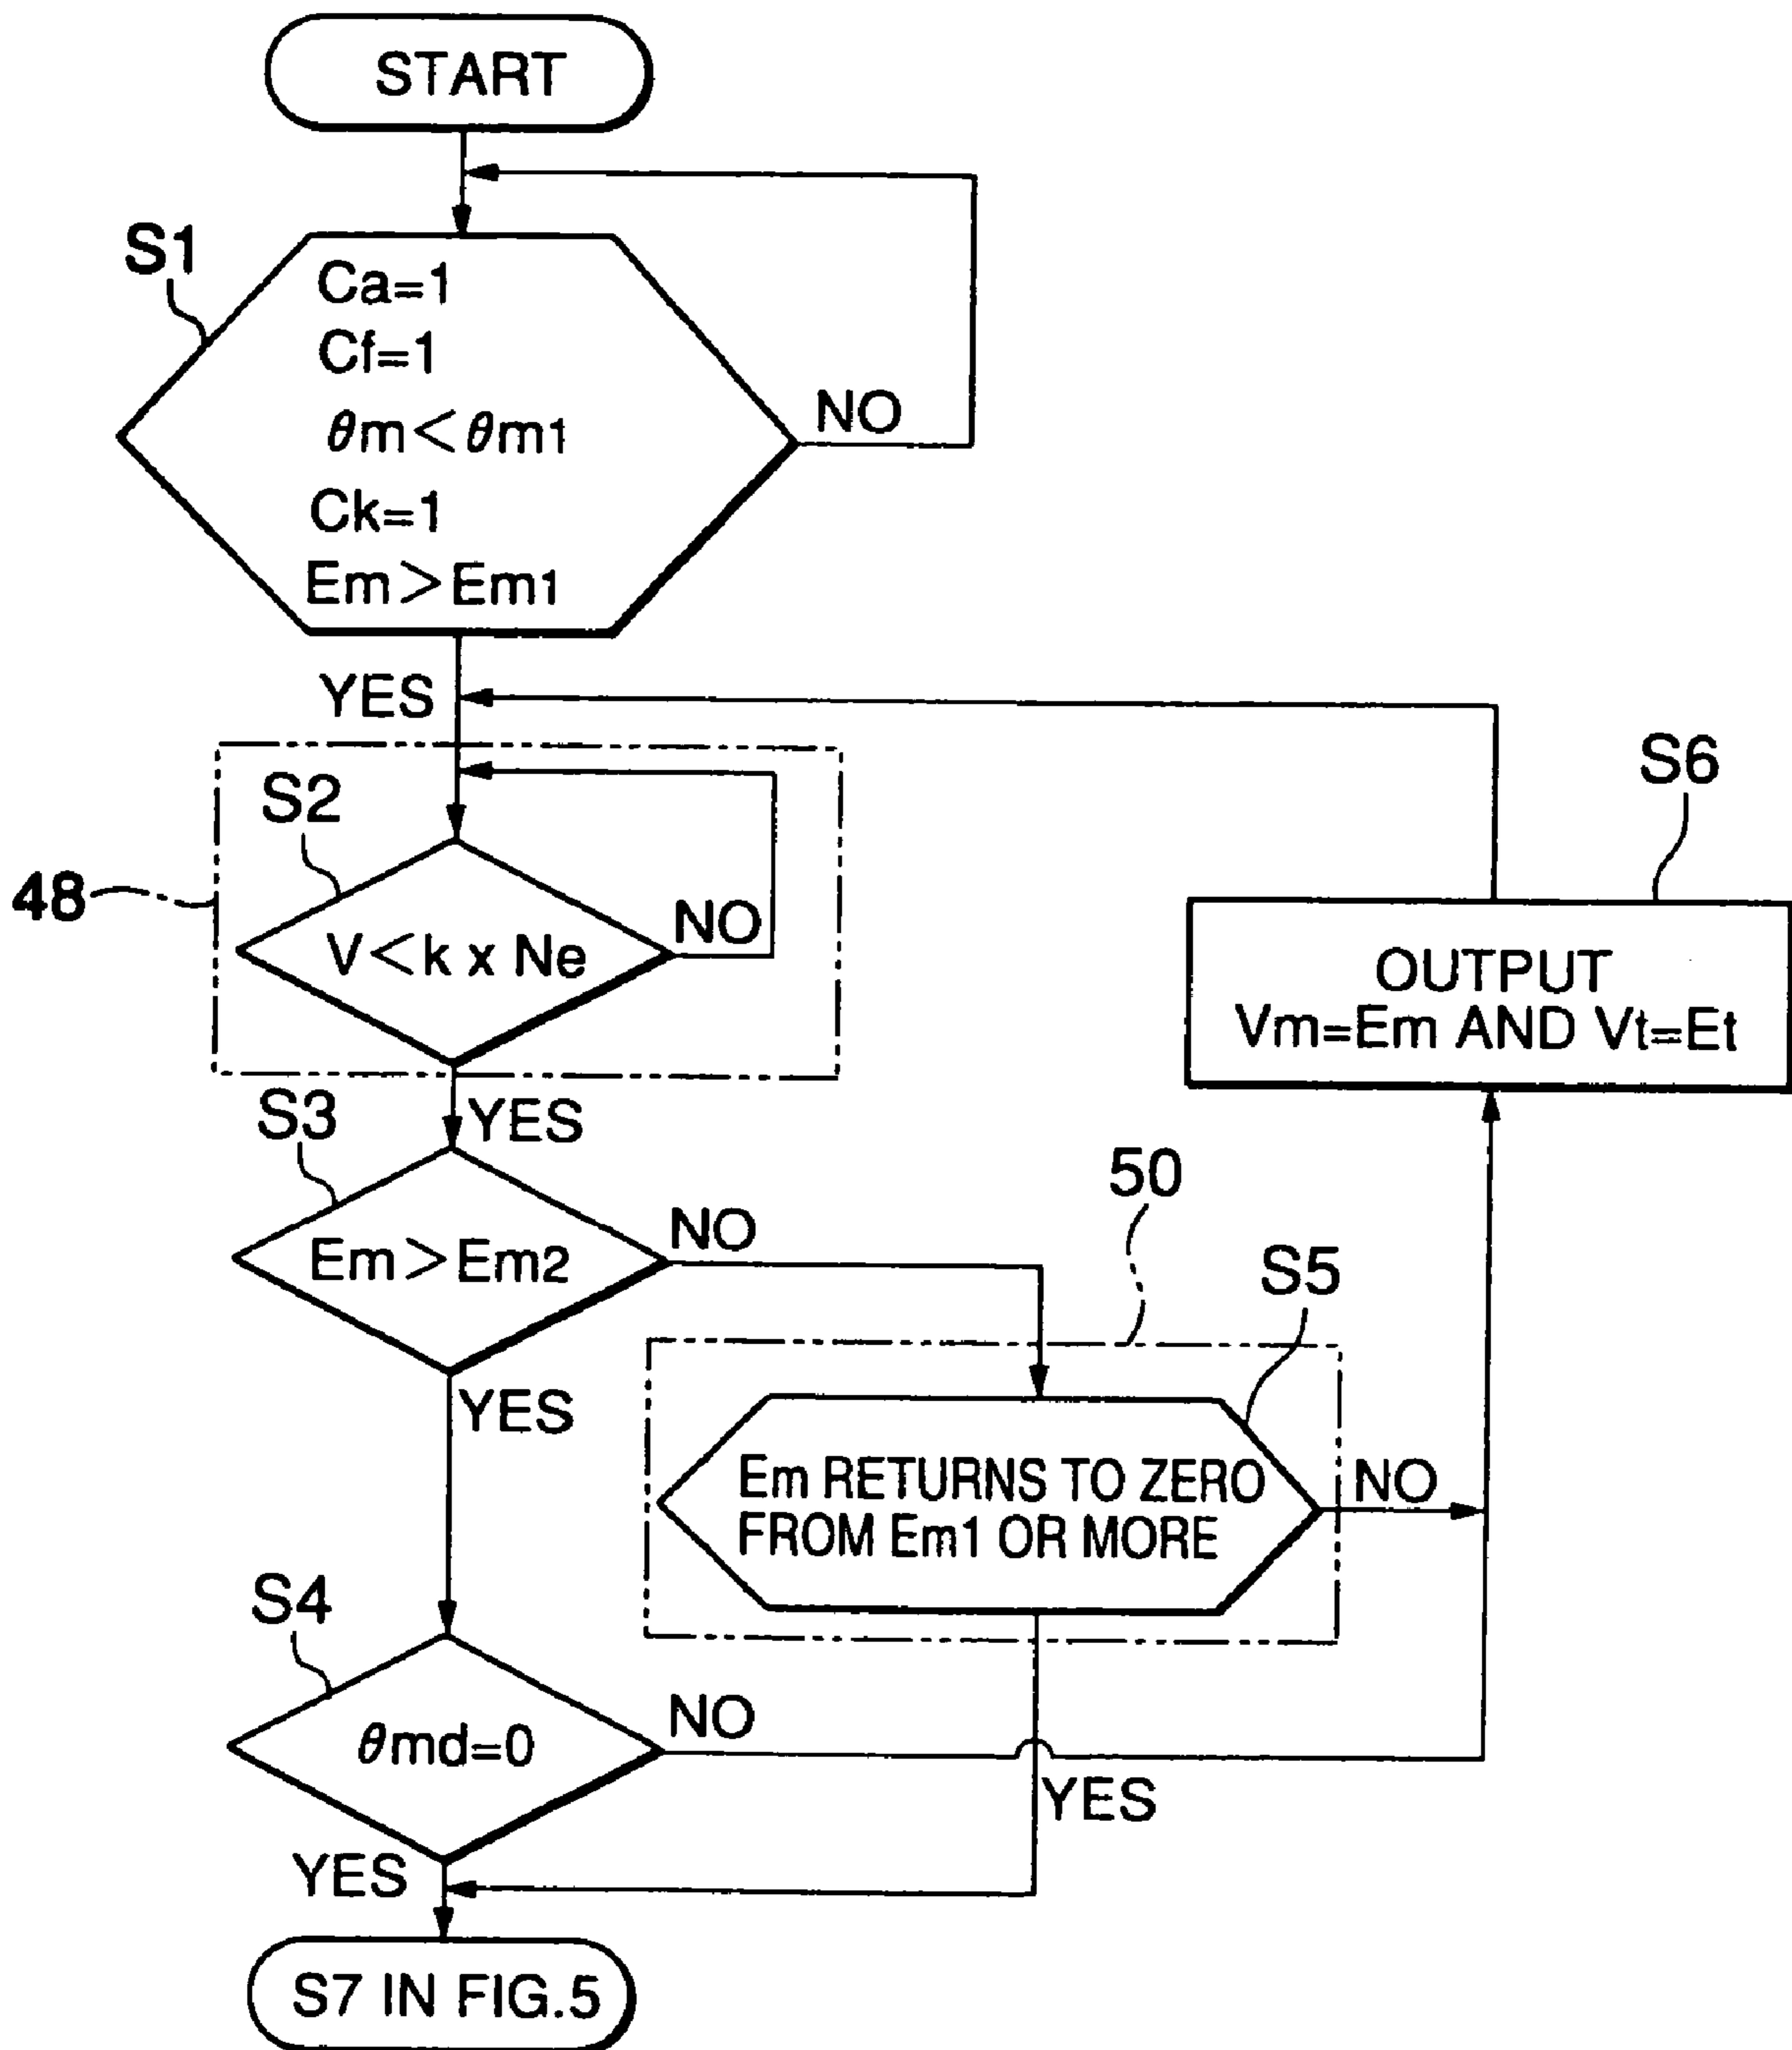 START
S1
Ca=1
Cf=1
θm<θm1
Ck=1
Em>Em1
NO
YES
S2
48
V<k x Ne
NO
S6
OUTPUT
Vm=Em AND Vt=Et
YES
S3
Em>Em2
NO
50
S5
YES
Em RETURNS TO ZERO
FROM Em1 OR MORE
NO
S4
θmd=0
NO
YES
YES
S7 IN FIG.5